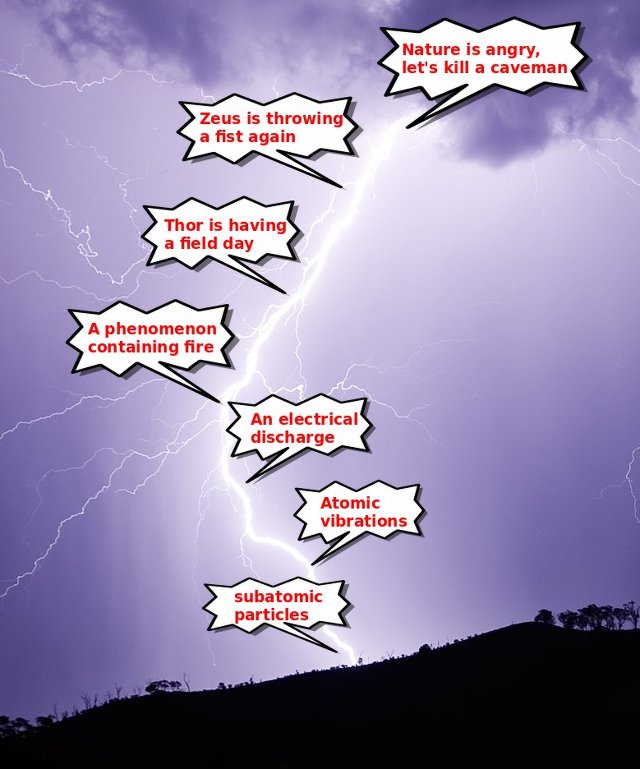 Nature is angry,
let's kill a caveman
Zeus is throwing
a fist again
Thor is having
a field day
A phenomenon
containing fire
An electrical
discharge
Atomic
vibrations
subatomic
particles